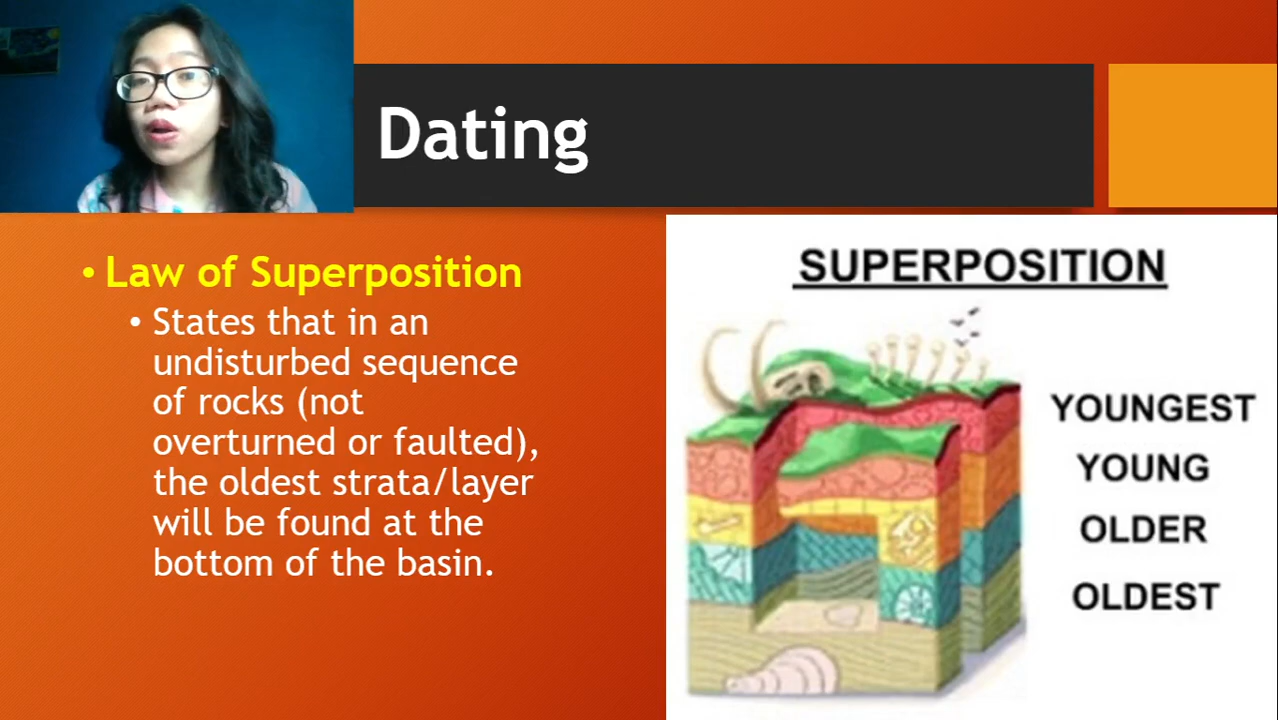 Dating
• Law of Superposition
• States that in an
undisturbed sequence
of rocks (not
overturned or faulted),
the oldest strata/layer
will be found at the
bottom of the basin.
SUPERPOSITION
YOUNGEST
YOUNG
OLDER
OLDEST